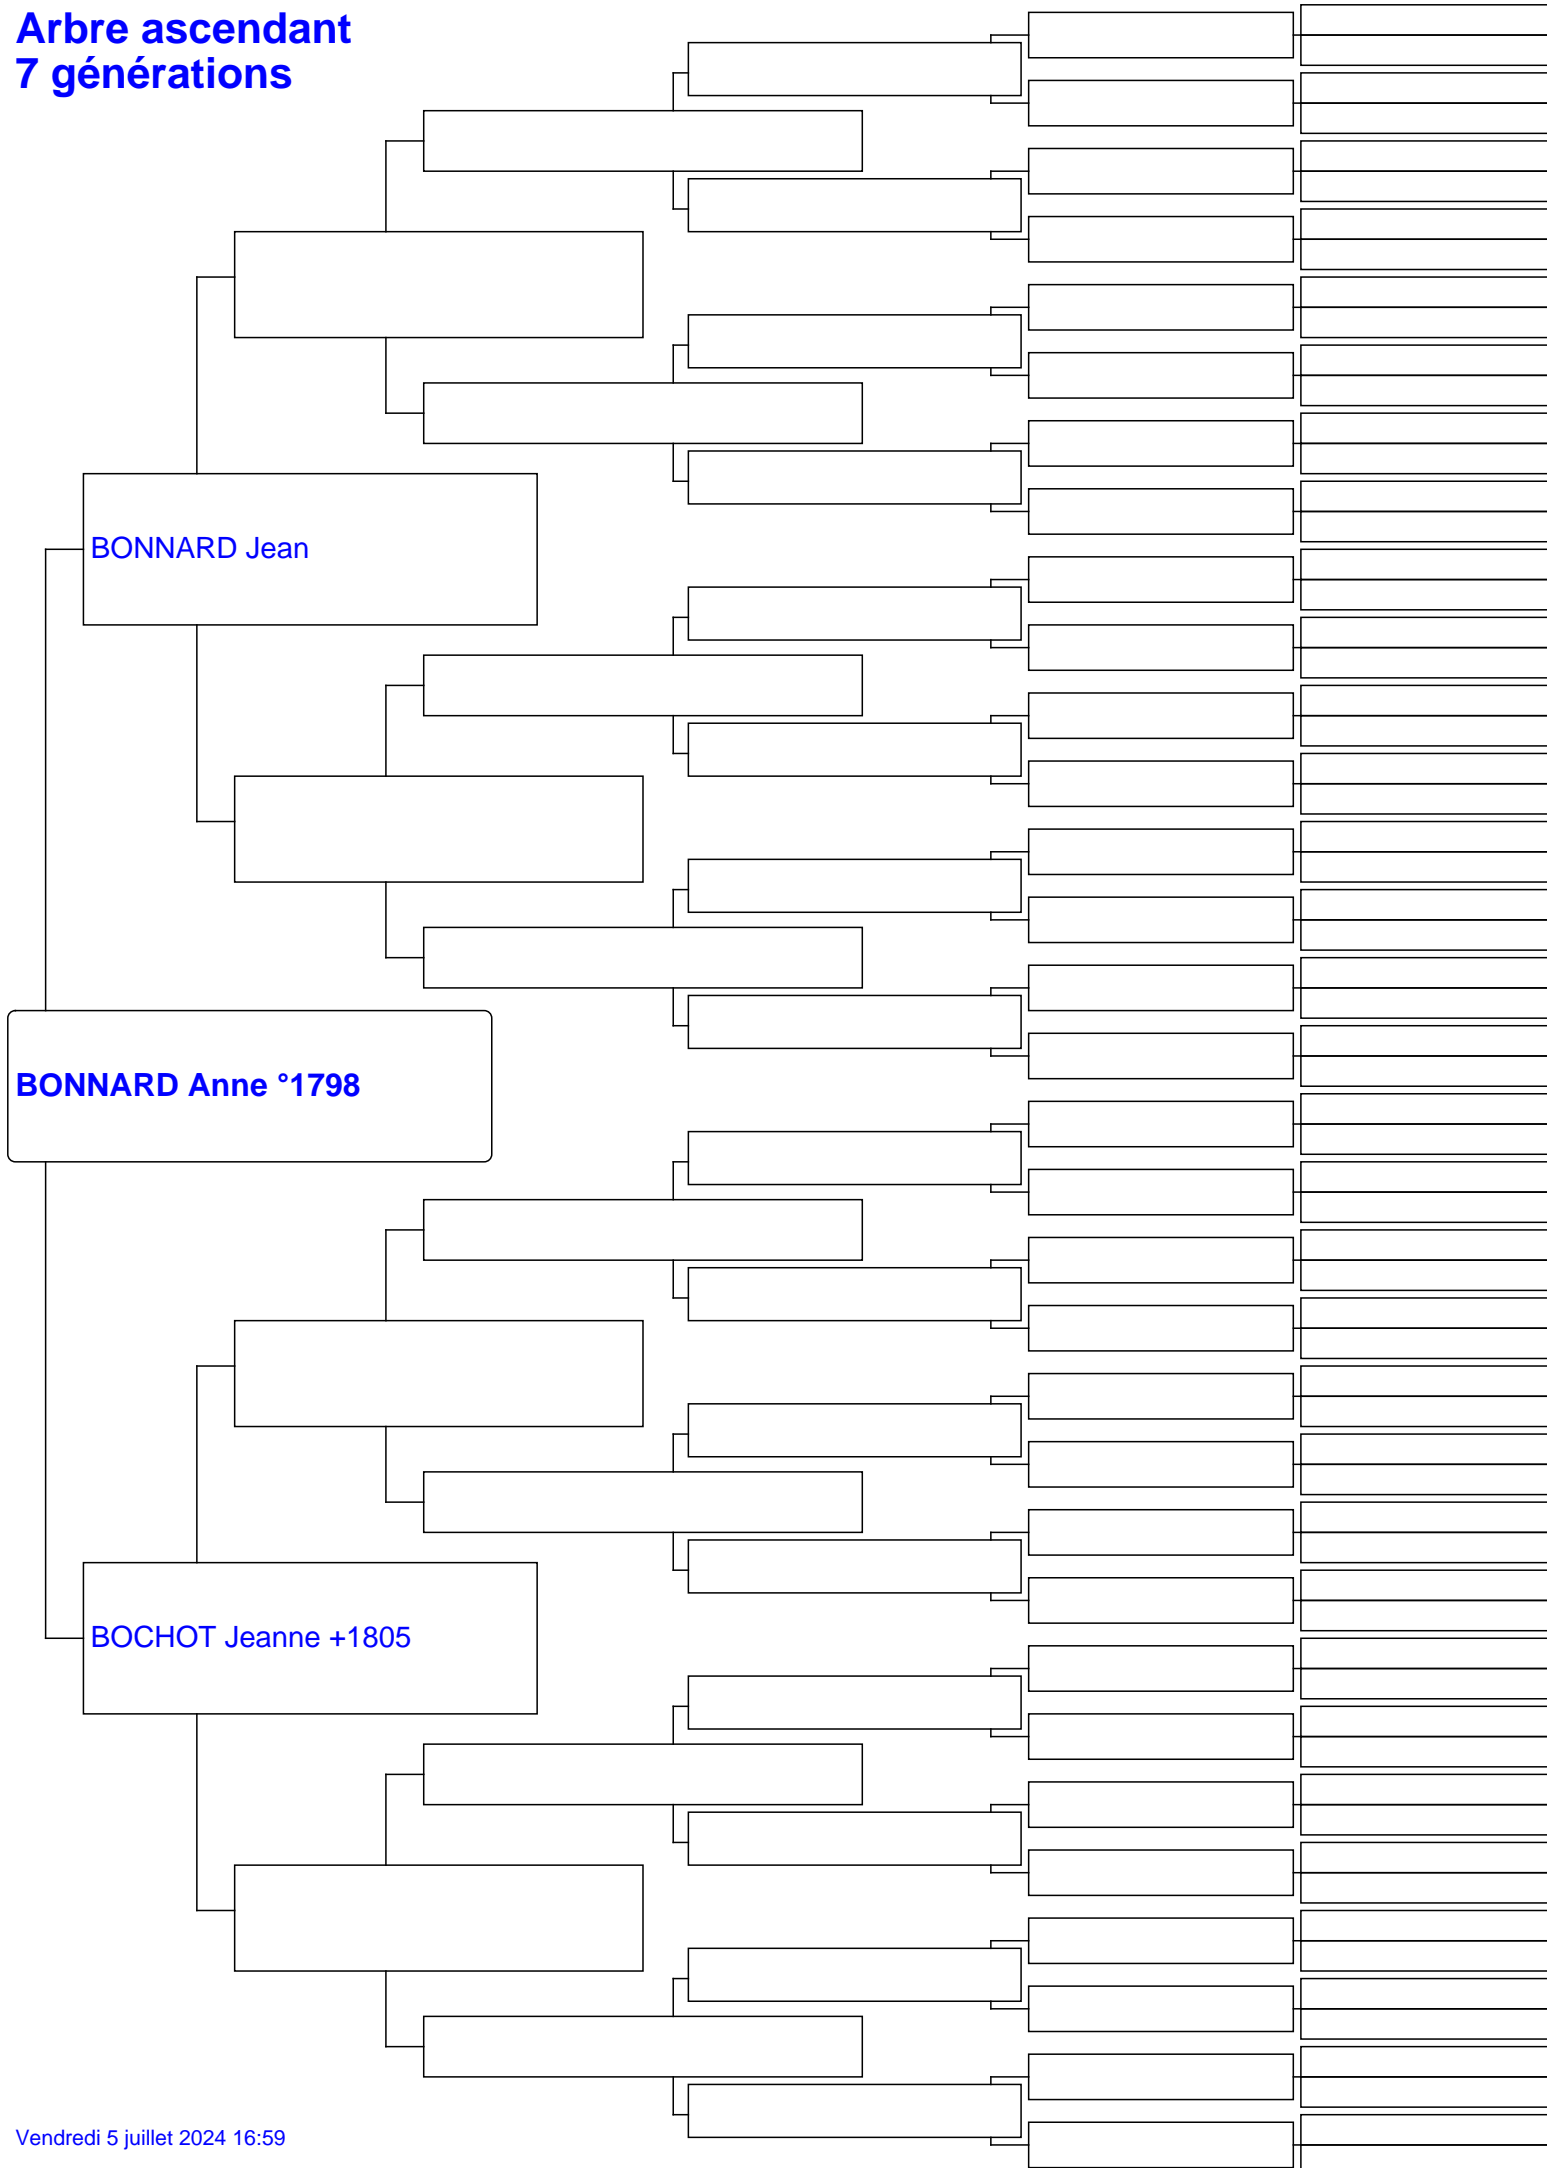 Arbre ascendant
7 générations
BONNARD Jean
BONNARD Anne °1798
BOCHOT Jeanne +1805
Vendredi 5 juillet 2024 16:59